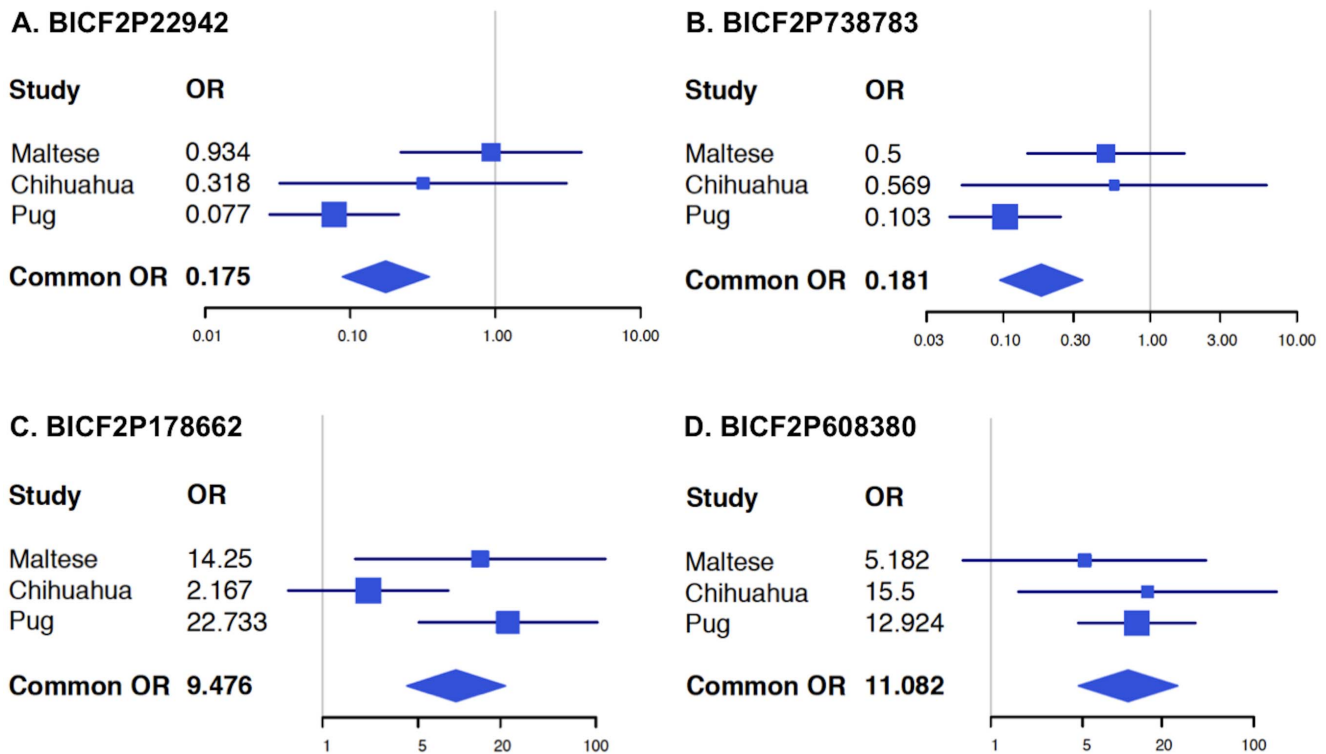 A. BICF2P22942
Study OR
Maltese 0.934
Chihuahua 0.318
Pug 0.077
Common OR 0.175
0.01 0.10 1.00 10.00
B. BICF2P738783
Study OR
Maltese 0.5
Chihuahua 0.569
Pug 0.103
Common OR 0.181
0.03 0.10 0.30 1.00 3.00 10.00
C. BICF2P178662
Study OR
Maltese 14.25
Chihuahua 2.167
Pug 22.733
Common OR 9.476
1 5 20 100
D. BICF2P608380
Study OR
Maltese 5.182
Chihuahua 15.5
Pug 12.924
Common OR 11.082
1 5 20 100